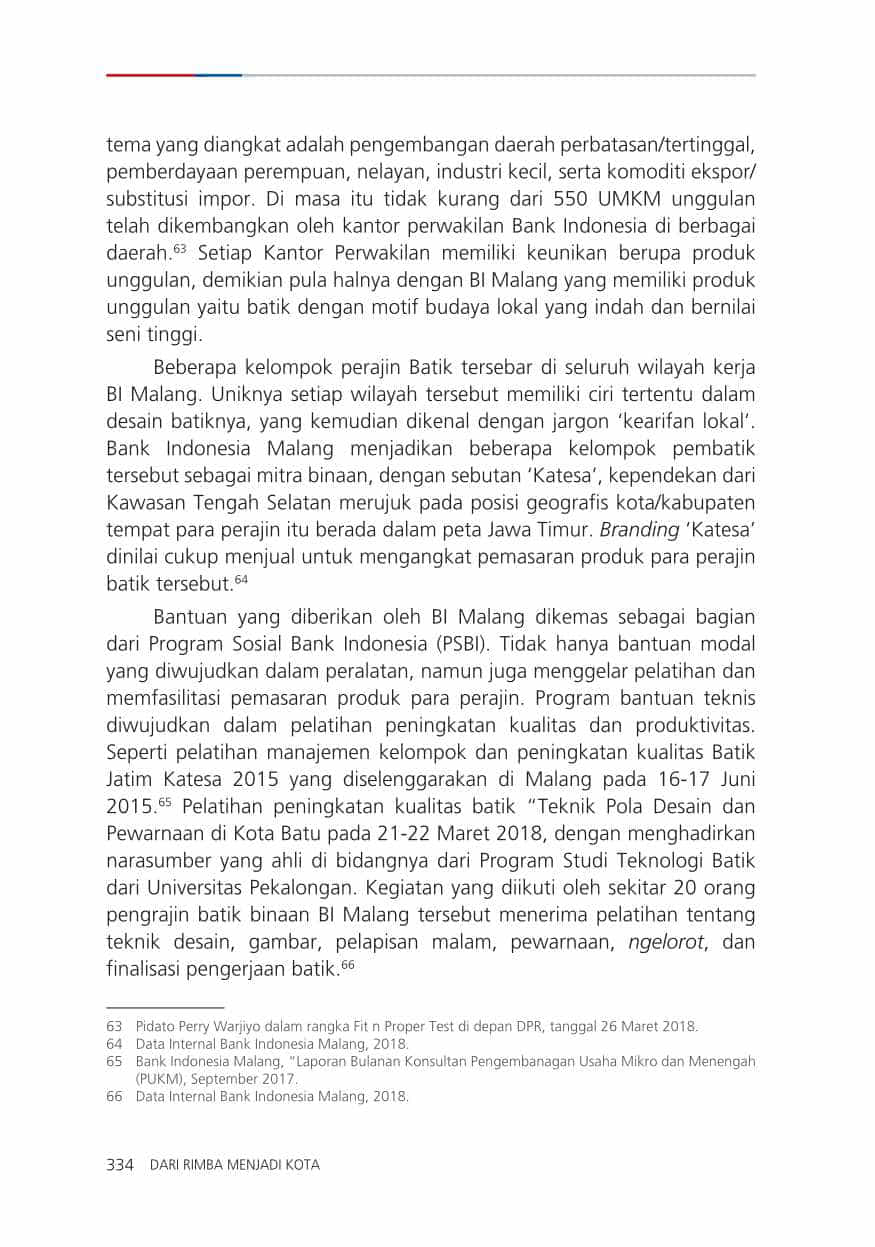 tema yang diangkat adalah pengembangan daerah perbatasan/tertinggal,
pemberdayaan perempuan, nelayan, industri kecil, serta komoditi ekspor/
substitusi impor. Di masa itu tidak kurang dari 550 UMKM unggulan
telah dikembangkan oleh kantor perwakilan Bank Indonesia di berbagai
daerah.63 Setiap Kantor Perwakilan memiliki keunikan berupa produk
unggulan, demikian pula halnya dengan BI Malang yang memiliki produk
unggulan yaitu batik dengan motif budaya lokal yang indah dan bernilai
seni tinggi.
Beberapa kelompok perajin Batik tersebar di seluruh wilayah kerja
BI Malang. Uniknya setiap wilayah tersebut memiliki ciri tertentu dalam
desain batiknya, yang kemudian dikenal dengan jargon ‘kearifan lokal’.
Bank Indonesia Malang menjadikan beberapa kelompok pembatik
tersebut sebagai mitra binaan, dengan sebutan ‘Katesa’, kependekan dari
Kawasan Tengah Selatan merujuk pada posisi geografis kota/kabupaten
tempat para perajin itu berada dalam peta Jawa Timur. Branding ‘Katesa’
dinilai cukup menjual untuk mengangkat pemasaran produk para perajin
batik tersebut.64
Bantuan yang diberikan oleh BI Malang dikemas sebagai bagian
dari Program Sosial Bank Indonesia (PSBI). Tidak hanya bantuan modal
yang diwujudkan dalam peralatan, namun juga menggelar pelatihan dan
memfasilitasi pemasaran produk para perajin. Program bantuan teknis
diwujudkan dalam pelatihan peningkatan kualitas dan produktivitas.
Seperti pelatihan manajemen kelompok dan peningkatan kualitas Batik
Jatim Katesa 2015 yang diselenggarakan di Malang pada 16-17 Juni
2015.65 Pelatihan peningkatan kualitas batik “Teknik Pola Desain dan
Pewarnaan di Kota Batu pada 21-22 Maret 2018, dengan menghadirkan
narasumber yang ahli di bidangnya dari Program Studi Teknologi Batik
dari Universitas Pekalongan. Kegiatan yang diikuti oleh sekitar 20 orang
pengrajin batik binaan BI Malang tersebut menerima pelatihan tentang
teknik desain, gambar, pelapisan malam, pewarnaan, ngelorot, dan
finalisasi pengerjaan batik.66
63 Pidato Perry Warjiyo dalam rangka Fit n Proper Test di depan DPR, tanggal 26 Maret 2018.
64 Data Internal Bank Indonesia Malang, 2018.
65 Bank Indonesia Malang, “Laporan Bulanan Konsultan Pengembanagan Usaha Mikro dan Menengah
(PUKM), September 2017.
66 Data Internal Bank Indonesia Malang, 2018.
334 DARI RIMBA MENJADI KOTA